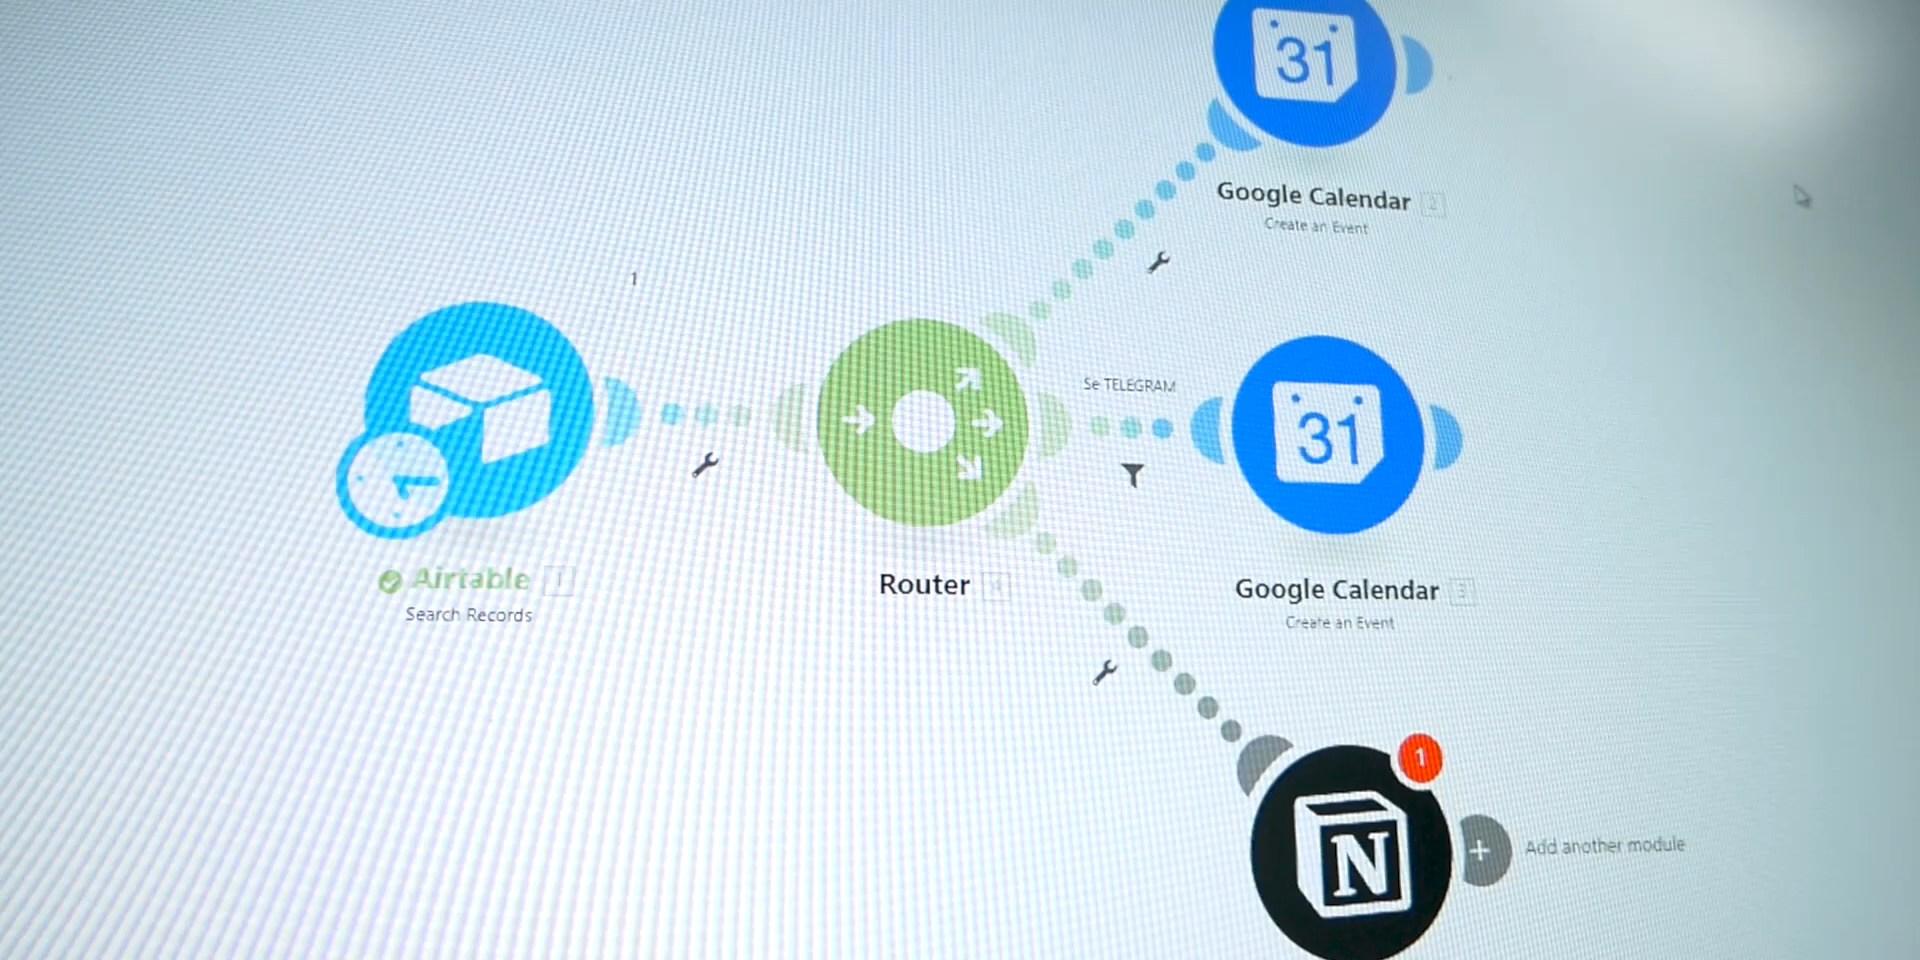 31
Google Calendar 2
Create an Event
1
Se TELEGRAM
31
Airtable 1
Search Records
Router 4
Google Calendar 3
Create an Event
1
N
+ Add another module